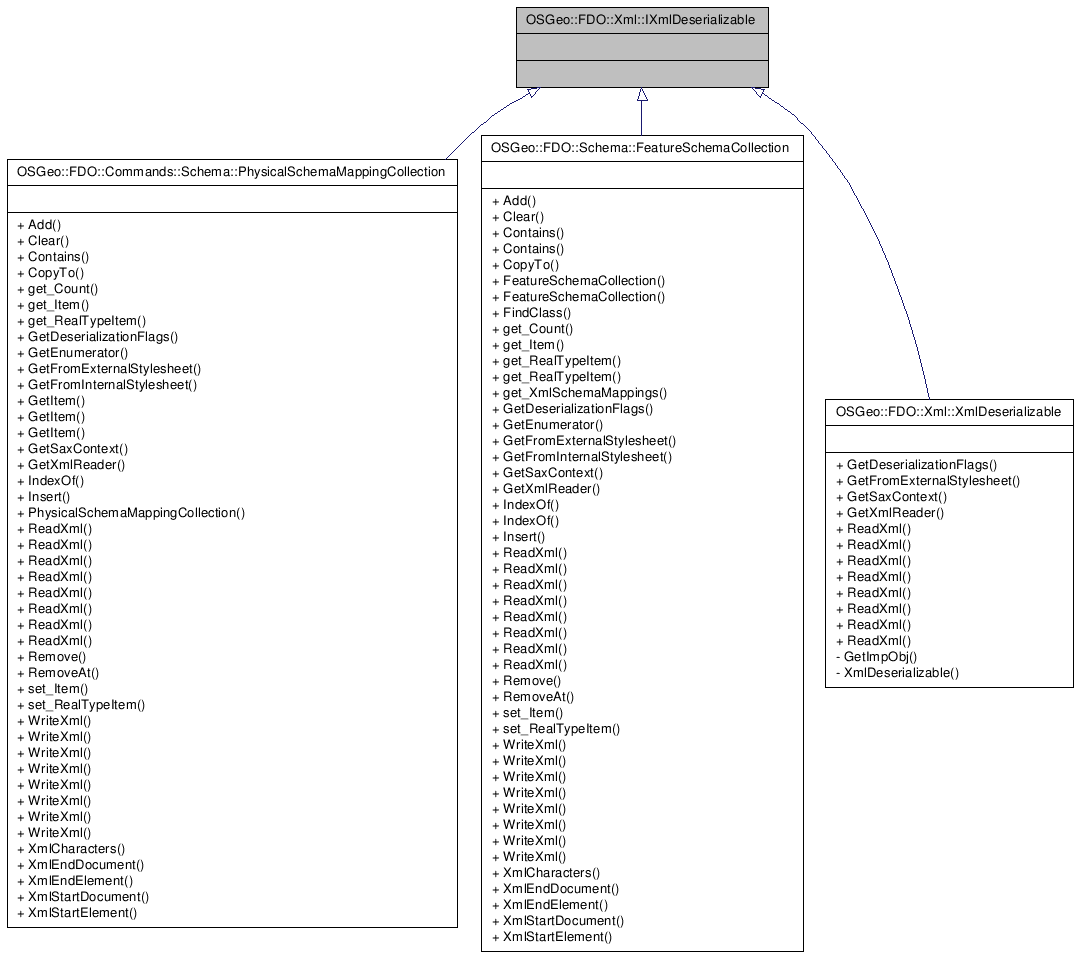 OSGeo::FDO::Xml::IXmlDeserializable
OSGeo::FDO::Commands::Schema::PhysicalSchemaMappingCollection
+ Add()
+ Clear()
+ Contains()
+ CopyTo()
+ get_Count()
+ get_Item()
+ get_RealTypeItem()
+ GetDeserializationFlags()
+ GetEnumerator()
+ GetFromExternalStylesheet()
+ GetFromInternalStylesheet()
+ GetItem()
+ GetItem()
+ GetItem()
+ GetSaxContext()
+ GetXmlReader()
+ IndexOf()
+ Insert()
+ PhysicalSchemaMappingCollection()
+ ReadXml()
+ ReadXml()
+ ReadXml()
+ ReadXml()
+ ReadXml()
+ ReadXml()
+ ReadXml()
+ ReadXml()
+ Remove()
+ RemoveAt()
+ set_Item()
+ set_RealTypeItem()
+ WriteXml()
+ WriteXml()
+ WriteXml()
+ WriteXml()
+ WriteXml()
+ WriteXml()
+ WriteXml()
+ WriteXml()
+ XmlCharacters()
+ XmlEndDocument()
+ XmlEndElement()
+ XmlStartDocument()
+ XmlStartElement()
OSGeo::FDO::Schema::FeatureSchemaCollection
+ Add()
+ Clear()
+ Contains()
+ Contains()
+ CopyTo()
+ FeatureSchemaCollection()
+ FeatureSchemaCollection()
+ FindClass()
+ get_Count()
+ get_Item()
+ get_RealTypeItem()
+ get_RealTypeItem()
+ get_XmlSchemaMappings()
+ GetDeserializationFlags()
+ GetEnumerator()
+ GetFromExternalStylesheet()
+ GetFromInternalStylesheet()
+ GetSaxContext()
+ GetXmlReader()
+ IndexOf()
+ IndexOf()
+ Insert()
+ ReadXml()
+ ReadXml()
+ ReadXml()
+ ReadXml()
+ ReadXml()
+ ReadXml()
+ ReadXml()
+ ReadXml()
+ Remove()
+ RemoveAt()
+ set_Item()
+ set_RealTypeItem()
+ WriteXml()
+ WriteXml()
+ WriteXml()
+ WriteXml()
+ WriteXml()
+ WriteXml()
+ WriteXml()
+ WriteXml()
+ XmlCharacters()
+ XmlEndDocument()
+ XmlEndElement()
+ XmlStartDocument()
+ XmlStartElement()
OSGeo::FDO::Xml::XmlDeserializable
+ GetDeserializationFlags()
+ GetFromExternalStylesheet()
+ GetSaxContext()
+ GetXmlReader()
+ ReadXml()
+ ReadXml()
+ ReadXml()
+ ReadXml()
+ ReadXml()
+ ReadXml()
+ ReadXml()
+ ReadXml()
- GetImpObj()
- XmlDeserializable()